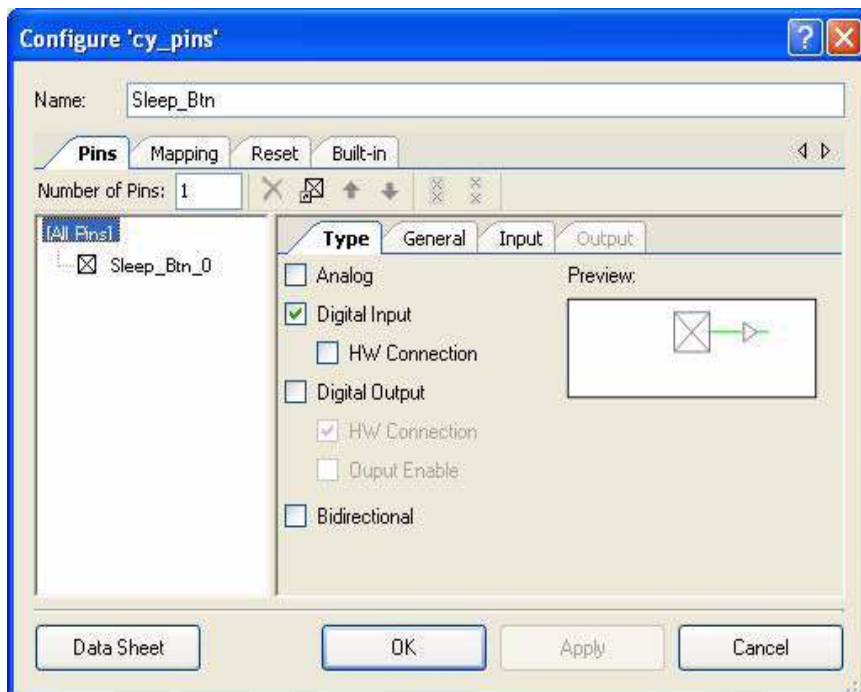 Configure 'cy_pins'
Name: Sleep_Btn
Pins Mapping Reset Built-in
Number of Pins: 1
[All Pins]
Sleep_Btn_0
Type General Input Output
Analog
Preview:
Digital Input
HW Connection
Digital Output
HW Connection
Ouput Enable
Bidirectional
Data Sheet OK Apply Cancel